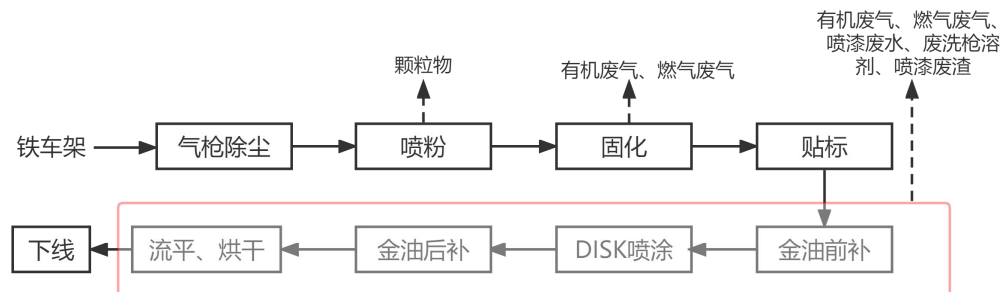 有机废气、燃气废气、
喷漆废水、废洗枪溶
剂、喷漆废渣
颗粒物
有机废气、燃气废气
铁车架
气枪除尘
喷粉
固化
贴标
下线
流平、烘干
金油后补
DISK喷涂
金油前补